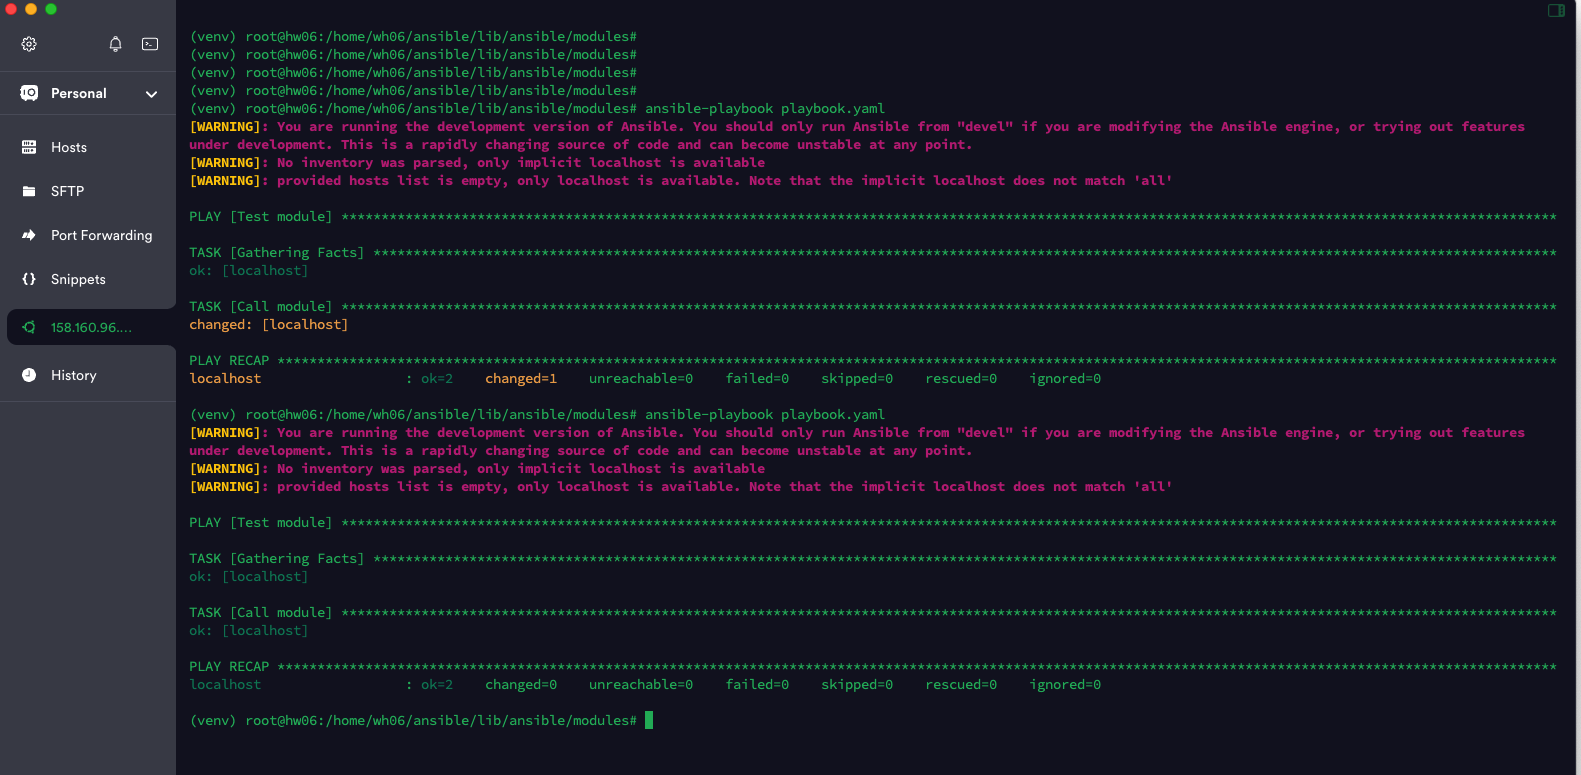 Personal
Hosts
SFTP
Port Forwarding
Snippets
158.160.96....
History
(venv) root@hw06:/home/wh06/ansible/lib/ansible/modules#
(venv) root@hw06:/home/wh06/ansible/lib/ansible/modules#
(venv) root@hw06:/home/wh06/ansible/lib/ansible/modules#
(venv) root@hw06:/home/wh06/ansible/lib/ansible/modules#
(venv) root@hw06:/home/wh06/ansible/lib/ansible/modules# ansible-playbook playbook.yaml
[WARNING]: You are running the development version of Ansible. You should only run Ansible from "devel" if you are modifying the Ansible engine, or trying out features
under development. This is a rapidly changing source of code and can become unstable at any point.
[WARNING]: No inventory was parsed, only implicit localhost is available
[WARNING]: provided hosts list is empty, only localhost is available. Note that the implicit localhost does not match 'all'
PLAY [Test module] ********************************************************************************************************************************************************
TASK [Gathering Facts] ****************************************************************************************************************************************************
ok: [localhost]
TASK [Call module] ********************************************************************************************************************************************************
changed: [localhost]
PLAY RECAP ****************************************************************************************************************************************************************
localhost                  : ok=2    changed=1    unreachable=0    failed=0    skipped=0    rescued=0    ignored=0
(venv) root@hw06:/home/wh06/ansible/lib/ansible/modules# ansible-playbook playbook.yaml
[WARNING]: You are running the development version of Ansible. You should only run Ansible from "devel" if you are modifying the Ansible engine, or trying out features
under development. This is a rapidly changing source of code and can become unstable at any point.
[WARNING]: No inventory was parsed, only implicit localhost is available
[WARNING]: provided hosts list is empty, only localhost is available. Note that the implicit localhost does not match 'all'
PLAY [Test module] ********************************************************************************************************************************************************
TASK [Gathering Facts] ****************************************************************************************************************************************************
ok: [localhost]
TASK [Call module] ********************************************************************************************************************************************************
ok: [localhost]
PLAY RECAP ****************************************************************************************************************************************************************
localhost                  : ok=2    changed=0    unreachable=0    failed=0    skipped=0    rescued=0    ignored=0
(venv) root@hw06:/home/wh06/ansible/lib/ansible/modules#